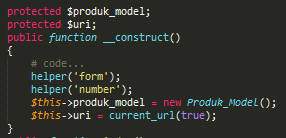 protected $produk_model;
protected $uri;
public function __construct()
{
# code...
helper('form');
helper('number');
$this->produk_model = new Produk_Model();
$this->uri = current_url(true);
}